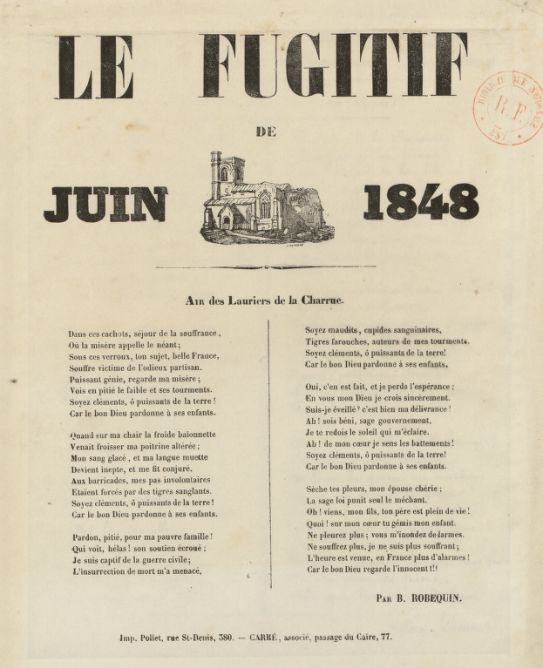 LE FUGITIF
DE
JUIN 1848
AIR des Lauriers de la Charrue.
Dans ces cachots, séjour de la souffrance,
Où la misère appelle le néant;
Sous ces verroux, ton sujet, belle France,
Souffre victime de l'odieux partisan.
Puissant génie, regarde ma misère;
Vois en pitié le faible et ses tourments.
Soyez cléments, ô puissants de la terre!
Car le bon Dieu pardonne à ses enfants.
Quand sur ma chair la froide baionnette
Venait froisser ma poitrine altérée;
Mon sang glacé, et ma langue muette
Devient inepte, et me fit conjuré.
Aux barricades, mes pas involontaires
Etaient forcés par des tigres sanglants.
Soyez cléments, ô puissants de la terre!
Car le bon Dieu pardonne à ses enfants.
Pardon, pitié, pour ma pauvre famille!
Qui voit, hélas! son soutien écroué;
Je suis captif de la guerre civile;
L'insurrection de mort m'a menacé,
Soyez maudits, cupides sanguinaires,
Tigres farouches, auteurs de mes tourments.
Soyez cléments, ô puissants de la terre!
Car le bon Dieu pardonne à ses enfants.
Oui, c'en est fait, et je perds l'espérance;
En vous mon Dieu je crois sincèrement.
Suis-je éveillé? c'est bien ma délivrance!
Ah! sois béni, sage gouvernement,
Je te redois le soleil qui m'éclaire.
Ah! de mon cœur je sens les battements!
Soyez cléments, ô puissants de la terre!
Car le bon Dieu pardonne à ses enfants.
Sèche tes pleurs, mon épouse chérie;
La sage loi punit seul le méchant.
Oh! viens, mon fils, ton père est plein de vie!
Quoi! sur mon cœur tu gémis mon enfant.
Ne pleurez plus; vous m'inondez de larmes.
Ne souffrez plus, je ne suis plus souffrant;
L'heure est venue, en France plus d'alarmes!
Car le bon Dieu regarde l'innocent!!!
PAR B. ROBEQUIN.
Imp. Pollet, rue St-Denis, 380. — CARRÉ, associé, passage du Caire, 77.
R.F.
EST